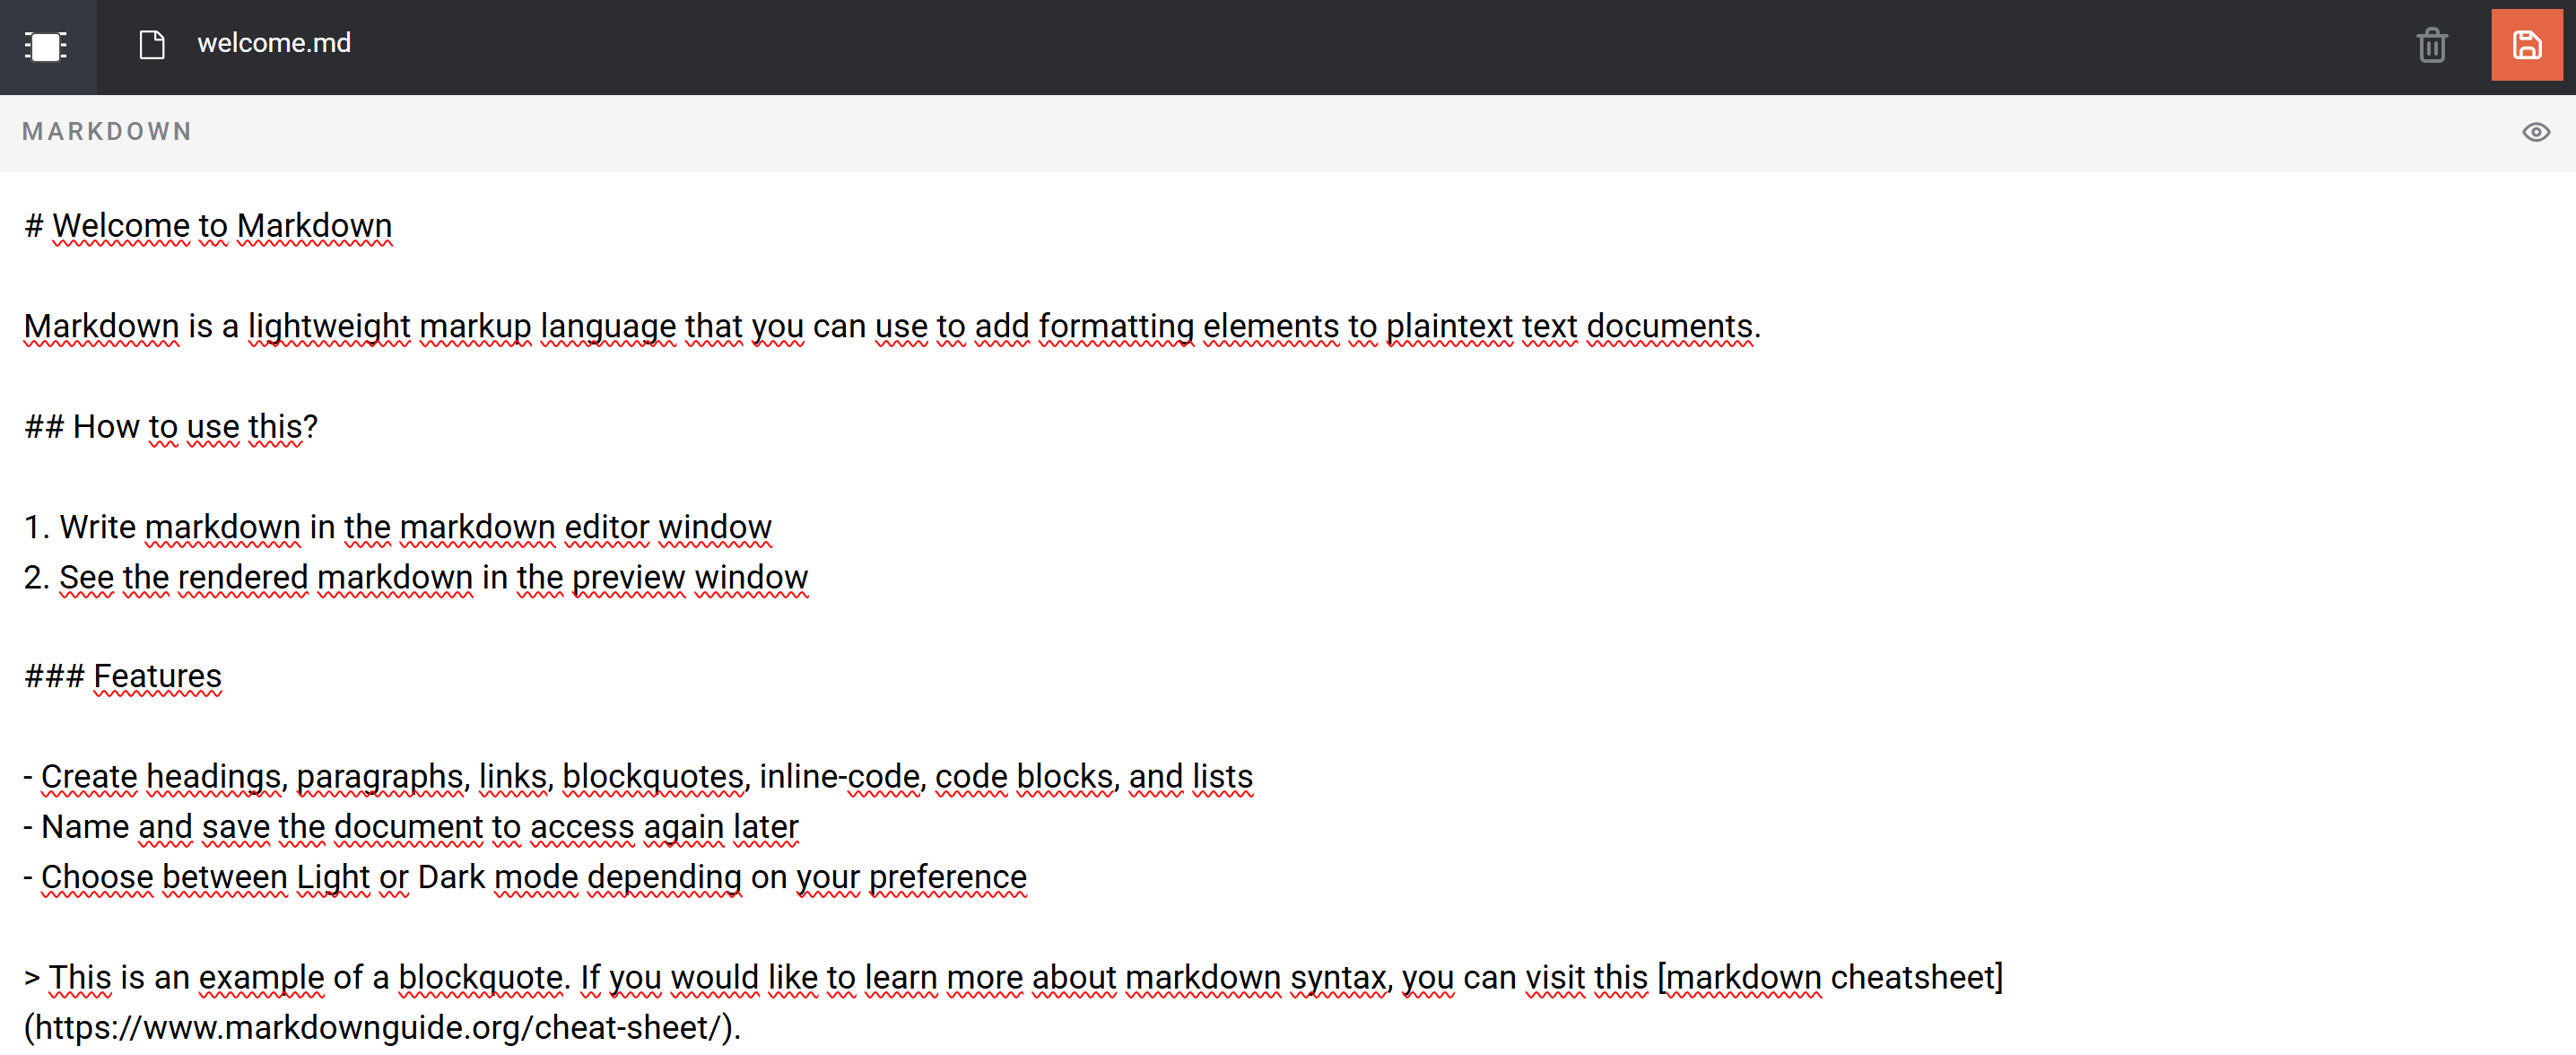 welcome.md
MARKDOWN
# Welcome to Markdown
Markdown is a lightweight markup language that you can use to add formatting elements to plaintext text documents.
## How to use this?
1. Write markdown in the markdown editor window
2. See the rendered markdown in the preview window
### Features
- Create headings, paragraphs, links, blockquotes, inline-code, code blocks, and lists
- Name and save the document to access again later
- Choose between Light or Dark mode depending on your preference
> This is an example of a blockquote. If you would like to learn more about markdown syntax, you can visit this [markdown cheatsheet]
(https://www.markdownguide.org/cheat-sheet/).